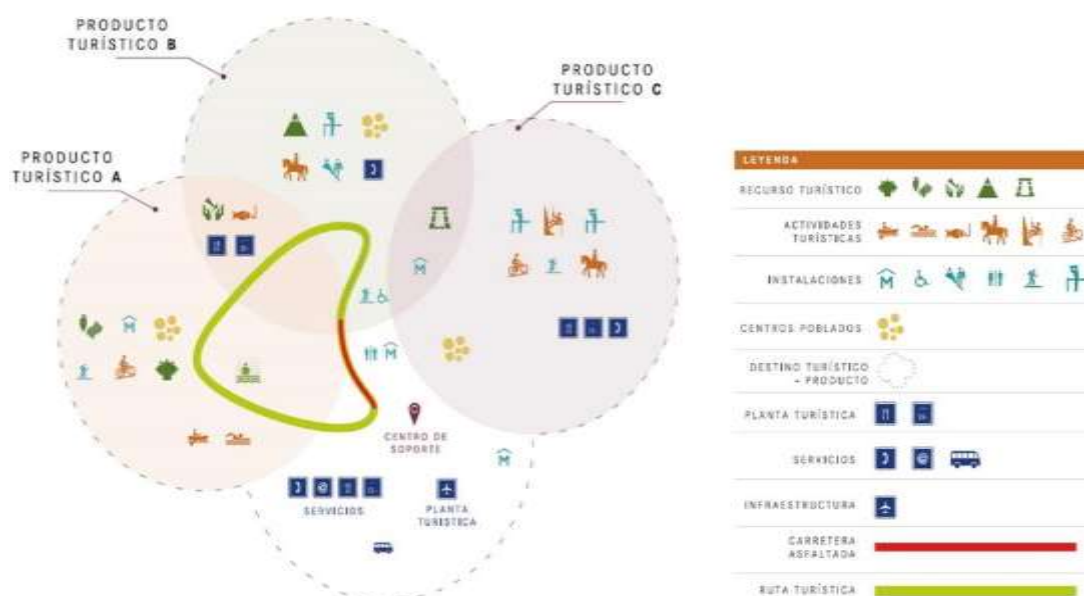 PRODUCTO
TURÍSTICO B
PRODUCTO
TURÍSTICO C
PRODUCTO
TURÍSTICO A
CENTRO DE
SOPORTE
SERVICIOS
PLANTA
TURISTICA
LEYENDA
RECURSO TURÍSTICO
ACTIVIDADES
TURÍSTICAS
INSTALACIONES
CENTROS POBLADOS
DESTINO TURÍSTICO
- PRODUCTO
PLANTA TURÍSTICA
SERVICIOS
INFRAESTRUCTURA
CARRETERA
ASFALTADA
RUTA TURÍSTICA